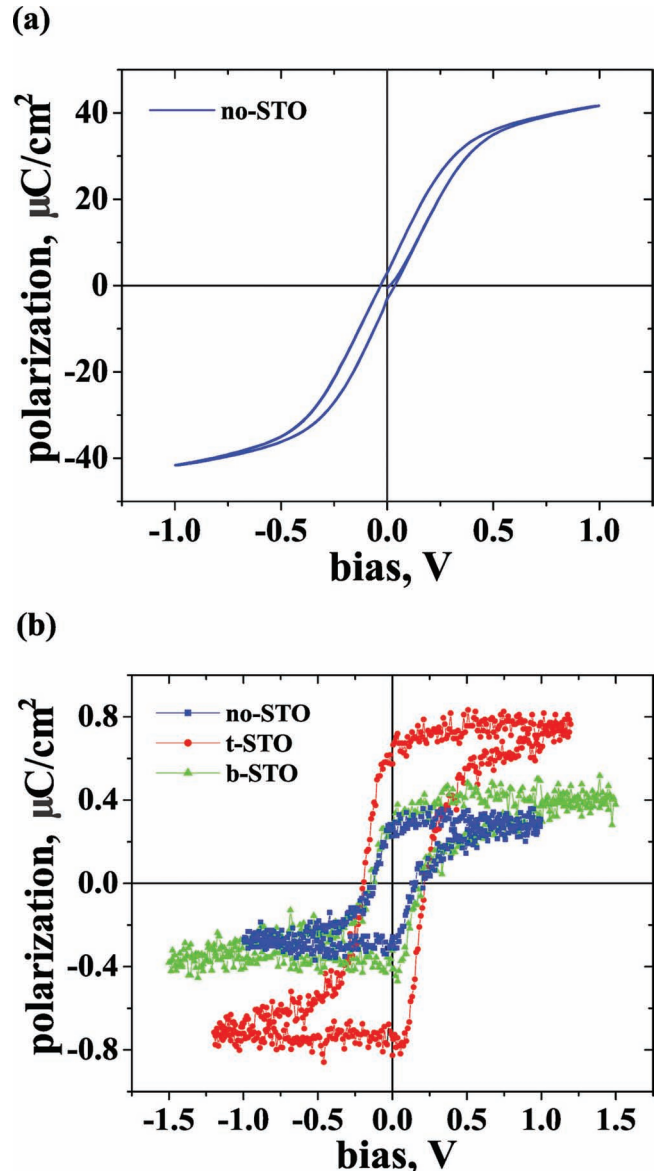 (a)
polarization, μC/cm²
40
20
0
-20
-40
no-STO
-1.0 -0.5 0.0 0.5 1.0
bias, V
(b)
polarization, μC/cm²
0.8
0.4
0.0
-0.4
-0.8
no-STO
t-STO
b-STO
-1.5 -1.0 -0.5 0.0 0.5 1.0 1.5
bias, V